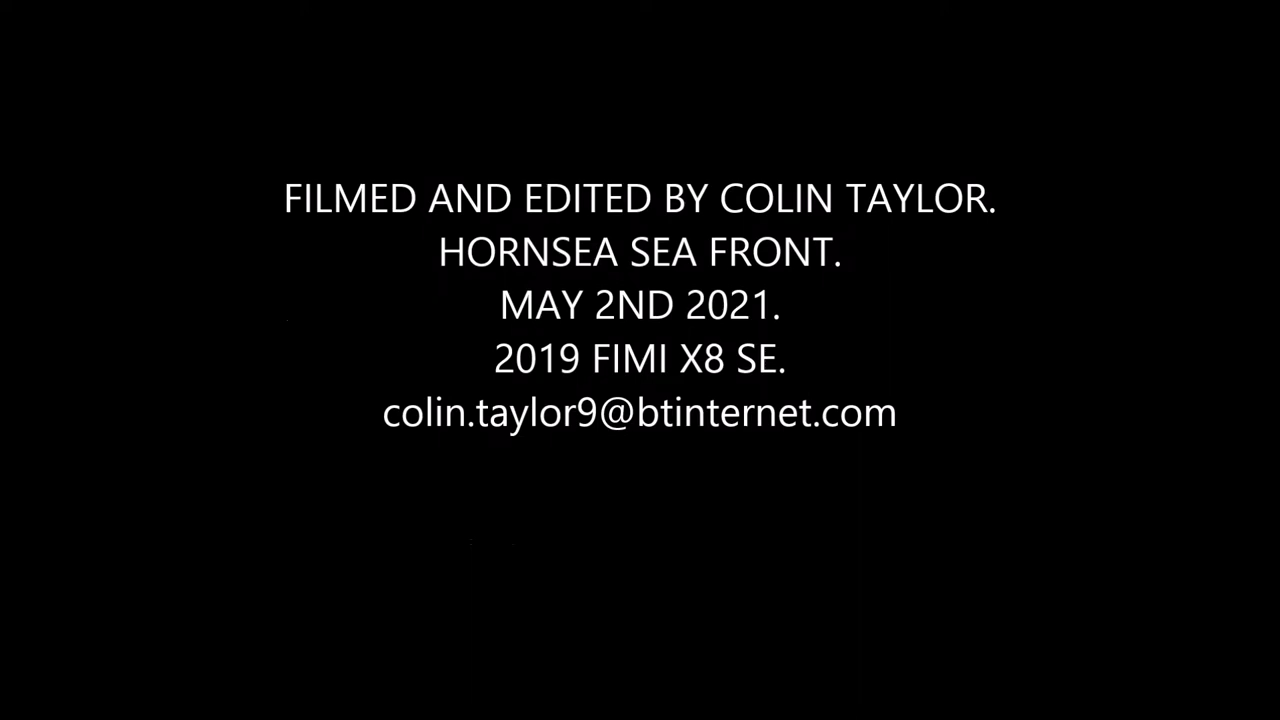 FILMED AND EDITED BY COLIN TAYLOR.
HORNSEA SEA FRONT.
MAY 2ND 2021.
2019 FIMI X8 SE.
colin.taylor9@btinternet.com